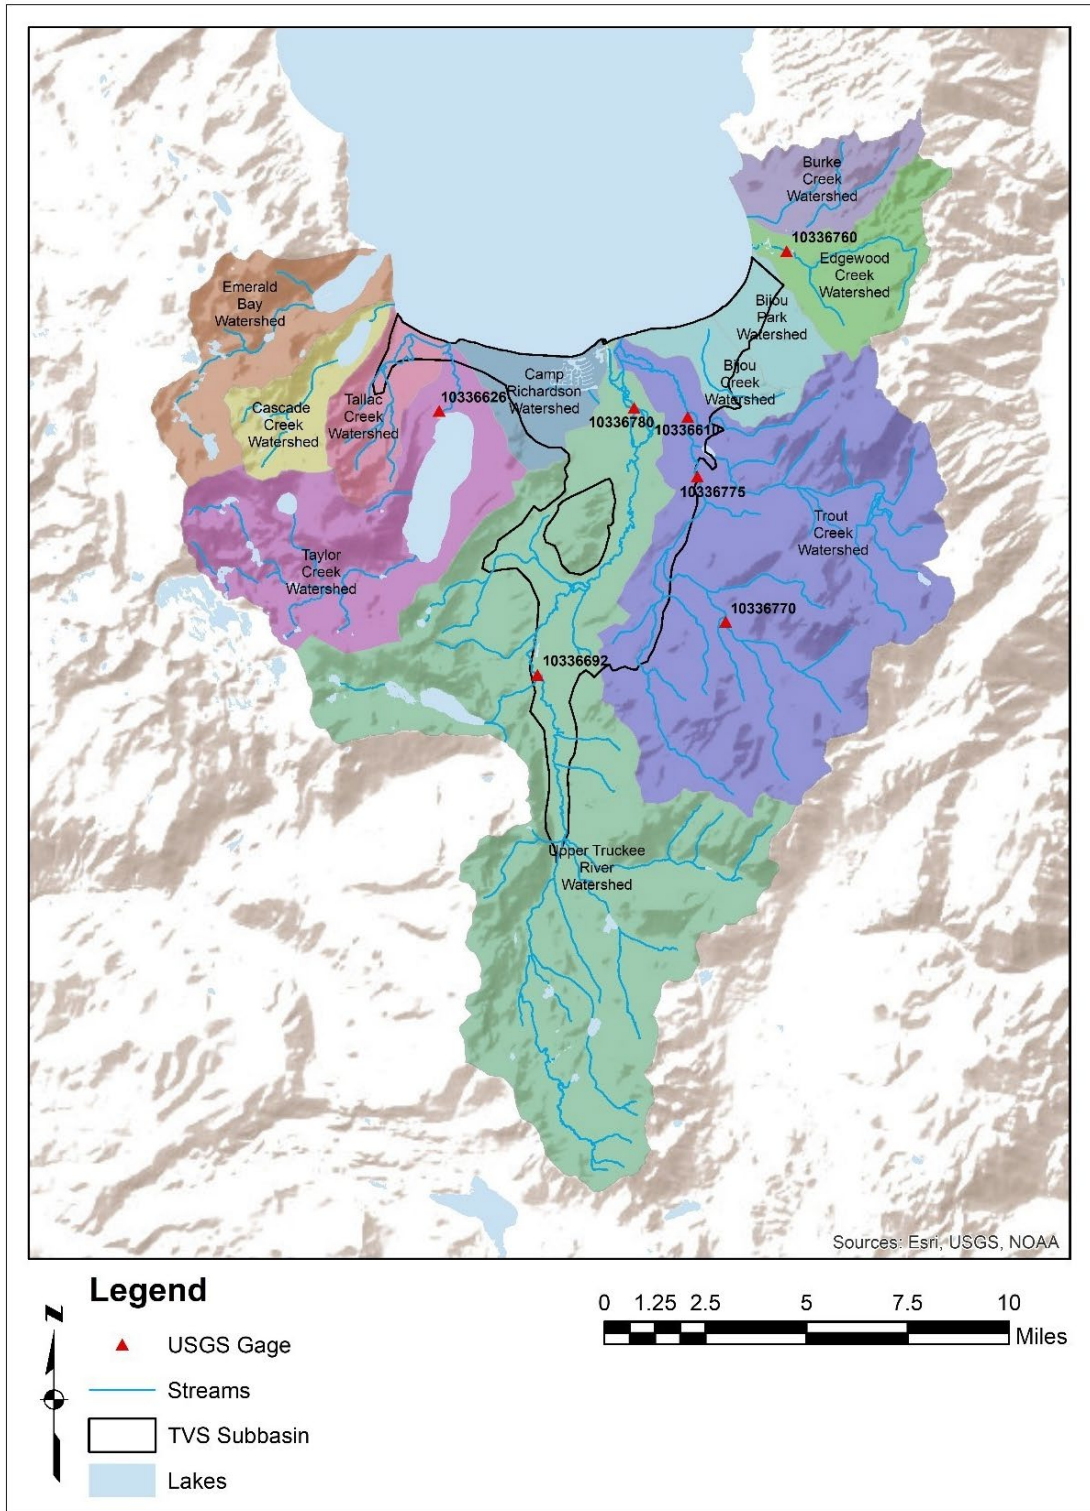 Burke
Creek
Watershed
10336760
Edgewood
Creek
Watershed
Emerald
Bay
Watershed
Bijou
Park
Watershed
Bijou
Creek
Watershed
Camp
Richardson
Watershed
10336626
Cascade
Creek
Watershed
Tallac
Creek
Watershed
10336780
10336610
10336775
Trout
Creek
Watershed
Taylor
Creek
Watershed
10336770
10336692
Upper Truckee
River
Watershed
Sources: Esri, USGS, NOAA
Legend
N
USGS Gage
Streams
TVS Subbasin
Lakes
0 1.25 2.5 5 7.5 10
Miles